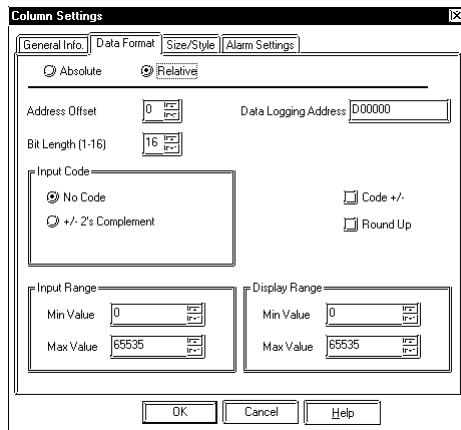 Column Settings
General Info. Data Format Size/Style Alarm Settings
Absolute Relative
Address Offset 0 Data Logging Address D00000
Bit Length (1-16) 16
Input Code
No Code Code +/-
+/- 2's Complement Round Up
Input Range Display Range
Min Value 0 Min Value 0
Max Value 65535 Max Value 65535
OK Cancel Help